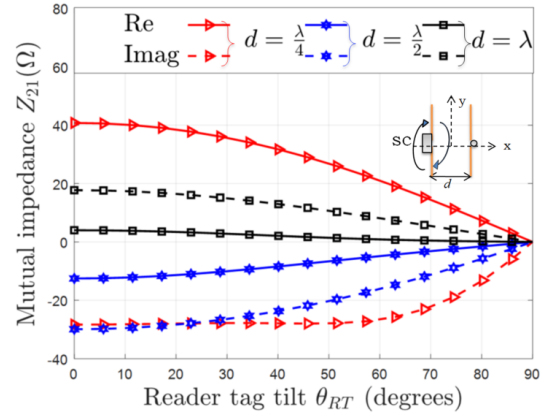 80
60
Re
Imag
d = λ/4
d = λ/2
d = λ
Mutual impedance Z₂₁(Ω)
40
20
0
-20
-40
y
SC
x
d
0 10 20 30 40 50 60 70 80 90
Reader tag tilt θ_RT (degrees)